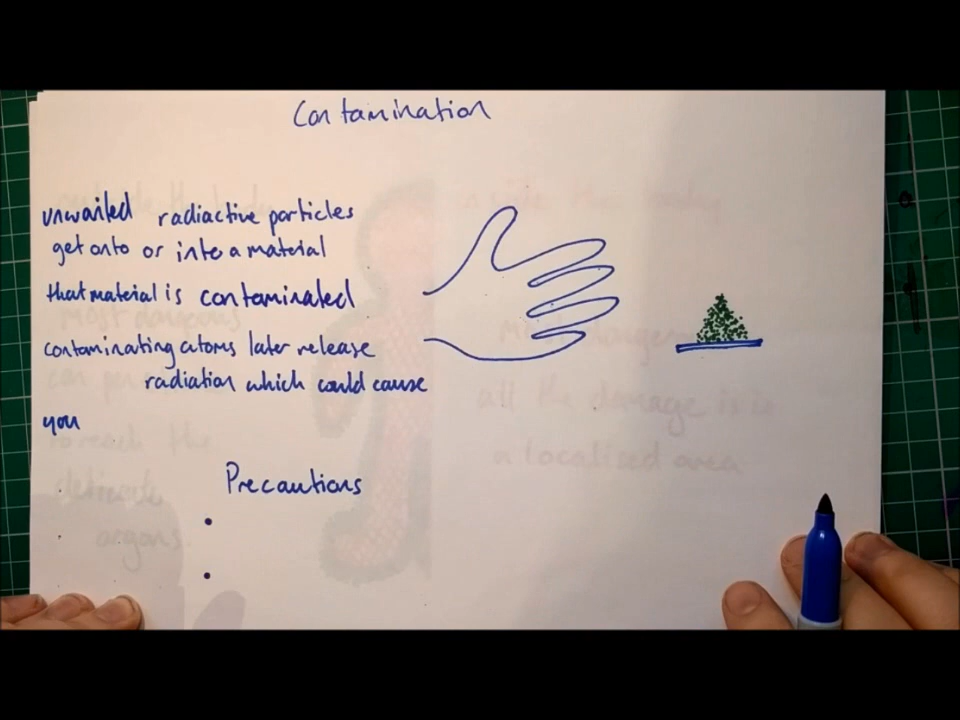 Contamination
unwanted radiactive particles
get onto or into a material
that material is contaminated
contaminating atoms later release
radiation which could cause
you
Precautions